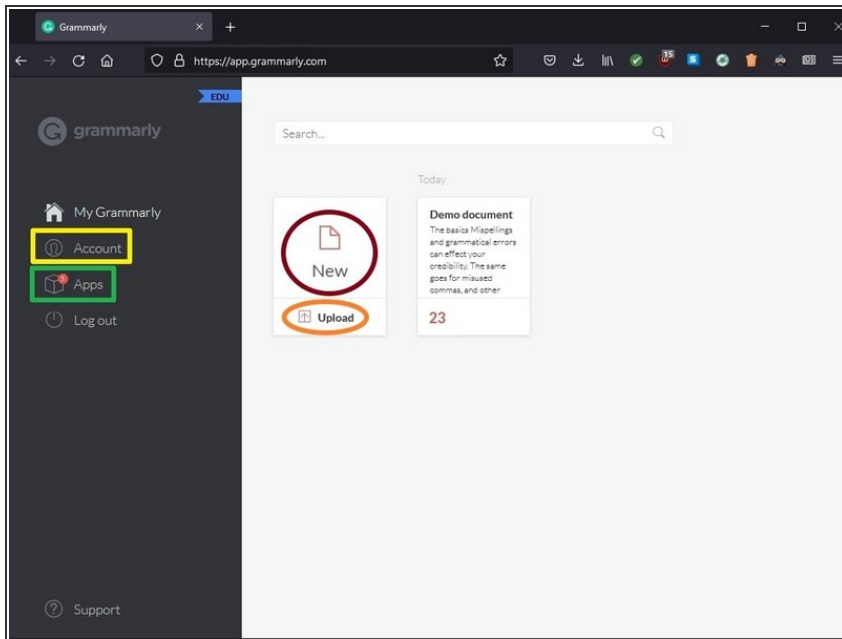 Grammarly
https://app.grammarly.com
15
EDU
grammarly
My Grammarly
Account
5
Apps
Log out
Support
Search...
Today
New
Upload
Demo document
The basics Mispellings
and grammatical errors
can effect your
credibility. The same
goes for misused
commas, and other
23